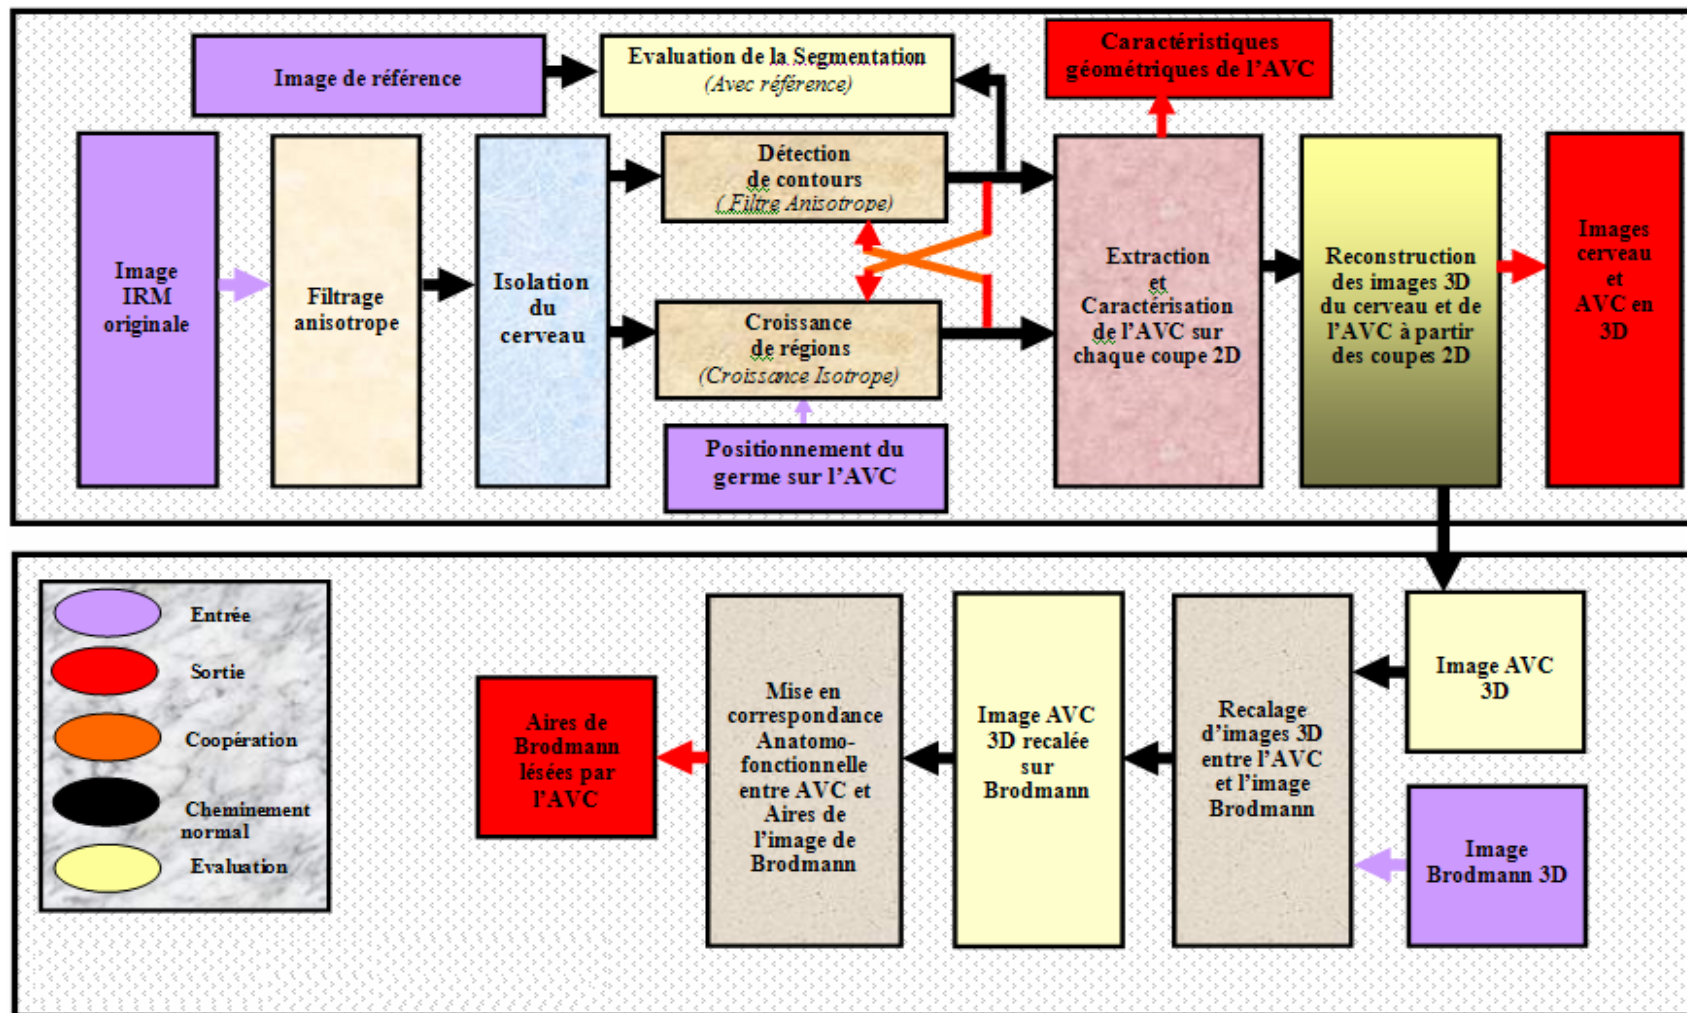 Image de référence
Evaluation de la Segmentation
(Avec référence)
Caractéristiques
géométriques de l'AVC
Image
IRM
originale
Filtrage
anisotrope
Isolation
du
cerveau
Détection
de contours
( Filtre Anisotrope)
Croissance
de régions
(Croissance Isotrope)
Positionnement du
germe sur l'AVC
Extraction
et
Caractérisation
de l'AVC sur
chaque coupe 2D
Reconstruction
des images 3D
du cerveau et de
l'AVC à partir
des coupes 2D
Images
cerveau
et
AVC en
3D
Entrée
Sortie
Coopération
Cheminement
normal
Evaluation
Aires de
Brodmann
lésées par
l'AVC
Mise en
correspondance
Anatomo-
fonctionnelle
entre AVC et
Aires de
l'image de
Brodmann
Image AVC
3D recalée
sur
Brodmann
Recalage
d'images 3D
entre l'AVC
et l'image
Brodmann
Image AVC
3D
Image
Brodmann 3D